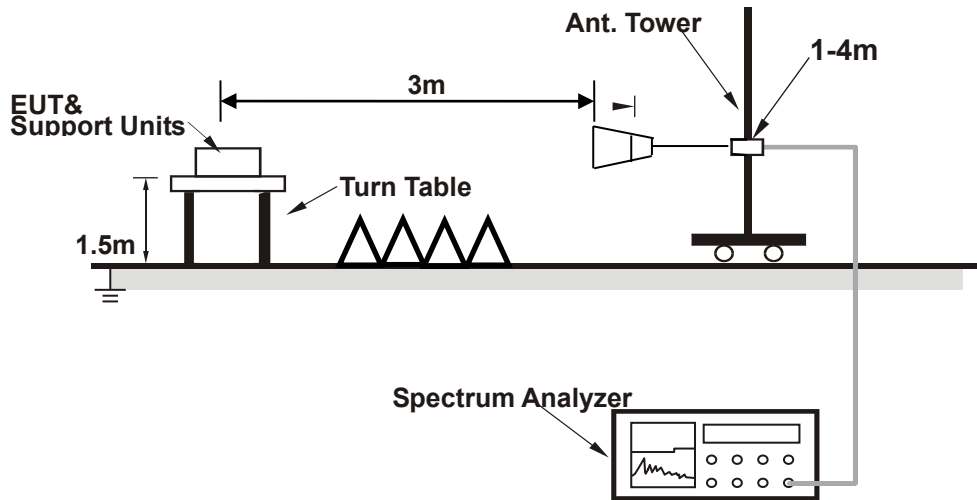 Ant. Tower
1-4m
3m
EUT&
Support Units
Turn Table
1.5m
Spectrum Analyzer